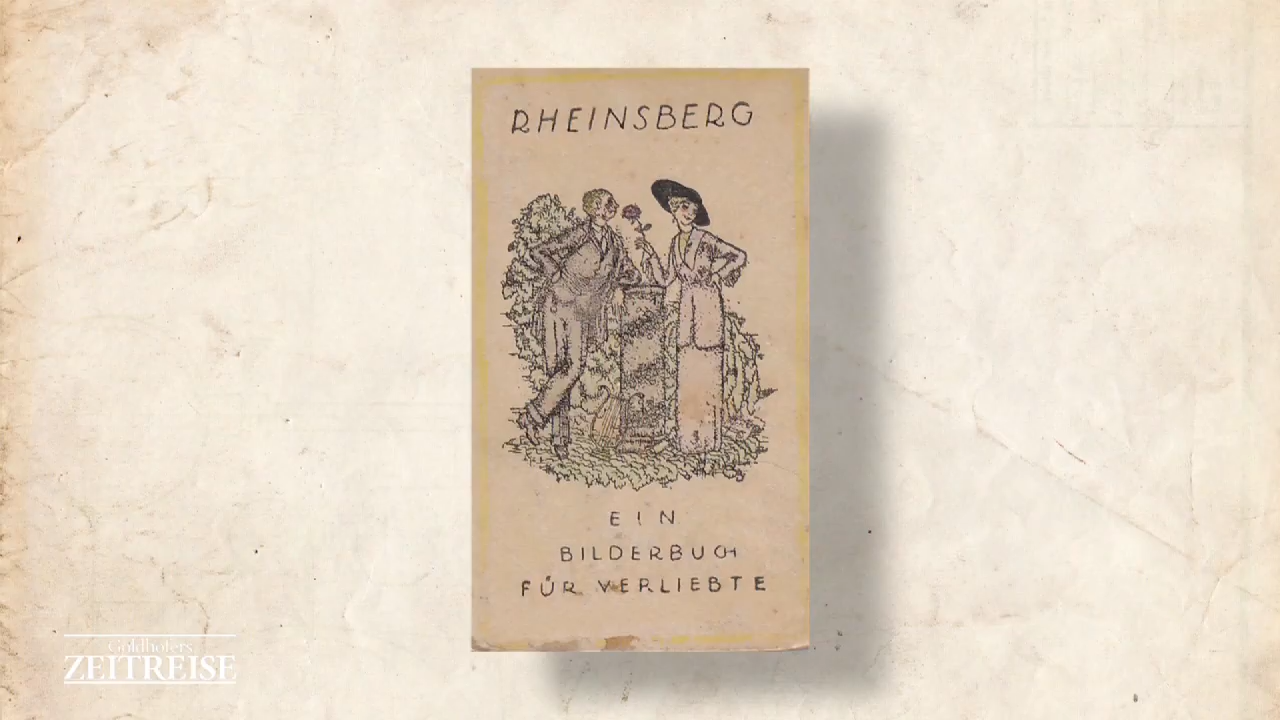 RHEINSBERG
EIN
BILDERBUCH
FÜR VERLIEBTE
Goldhofers
ZEITREISE